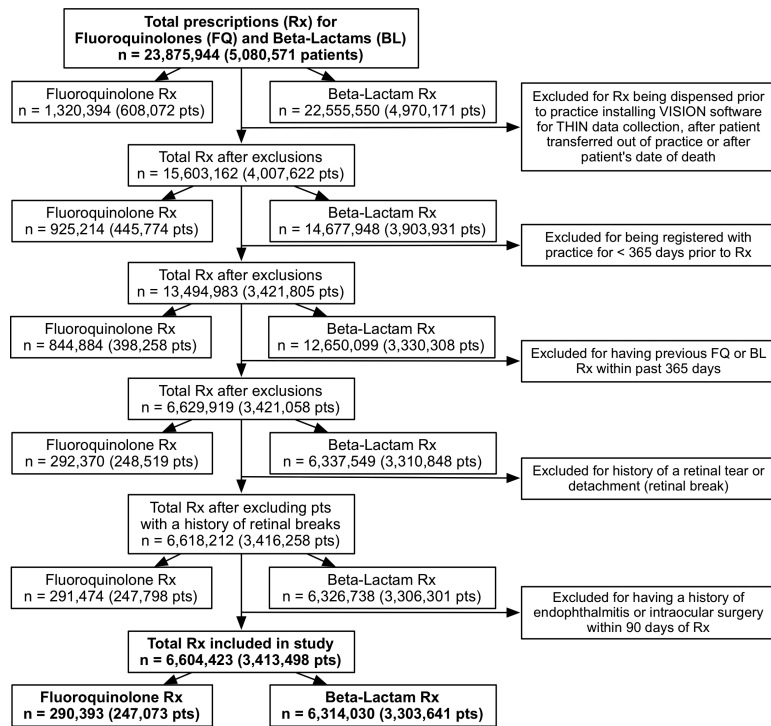 Total prescriptions (Rx) for
Fluoroquinolones (FQ) and Beta-Lactams (BL)
n = 23,875,944 (5,080,571 patients)
Fluoroquinolone Rx
n = 1,320,394 (608,072 pts)
Beta-Lactam Rx
n = 22,555,550 (4,970,171 pts)
Excluded for Rx being dispensed prior
to practice installing VISION software
for THIN data collection, after patient
transferred out of practice or after
patient's date of death
Total Rx after exclusions
n = 15,603,162 (4,007,622 pts)
Fluoroquinolone Rx
n = 925,214 (445,774 pts)
Beta-Lactam Rx
n = 14,677,948 (3,903,931 pts)
Excluded for being registered with
practice for < 365 days prior to Rx
Total Rx after exclusions
n = 13,494,983 (3,421,805 pts)
Fluoroquinolone Rx
n = 844,884 (398,258 pts)
Beta-Lactam Rx
n = 12,650,099 (3,330,308 pts)
Excluded for having previous FQ or BL
Rx within past 365 days
Total Rx after exclusions
n = 6,629,919 (3,421,058 pts)
Fluoroquinolone Rx
n = 292,370 (248,519 pts)
Beta-Lactam Rx
n = 6,337,549 (3,310,848 pts)
Excluded for history of a retinal tear or
detachment (retinal break)
Total Rx after excluding pts
with a history of retinal breaks
n = 6,618,212 (3,416,258 pts)
Fluoroquinolone Rx
n = 291,474 (247,798 pts)
Beta-Lactam Rx
n = 6,326,738 (3,306,301 pts)
Excluded for having a history of
endophthalmitis or intraocular surgery
within 90 days of Rx
Total Rx included in study
n = 6,604,423 (3,413,498 pts)
Fluoroquinolone Rx
n = 290,393 (247,073 pts)
Beta-Lactam Rx
n = 6,314,030 (3,303,641 pts)